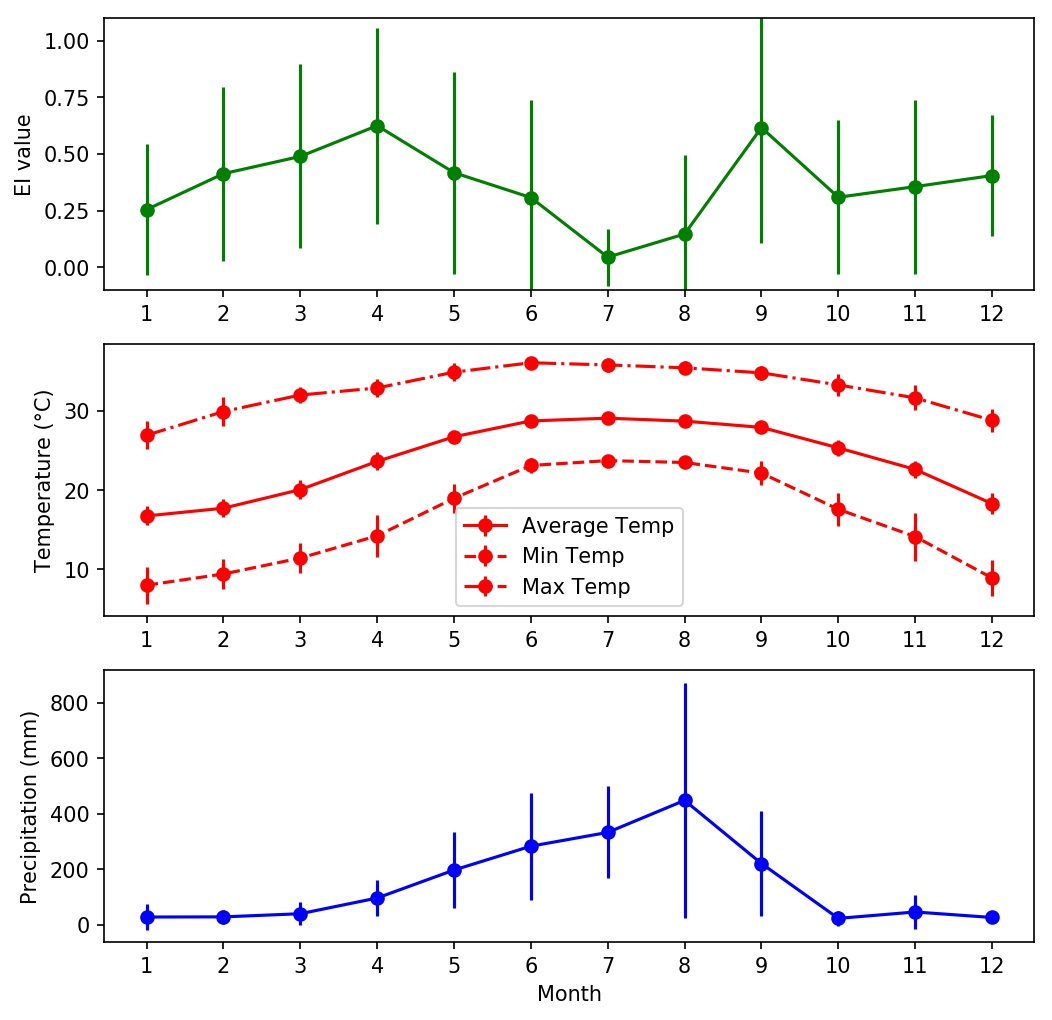 EI value
1.00
0.75
0.50
0.25
0.00
1 2 3 4 5 6 7 8 9 10 11 12
Temperature (°C)
30
20
10
Average Temp
Min Temp
Max Temp
1 2 3 4 5 6 7 8 9 10 11 12
Precipitation (mm)
800
600
400
200
0
1 2 3 4 5 6 7 8 9 10 11 12
Month